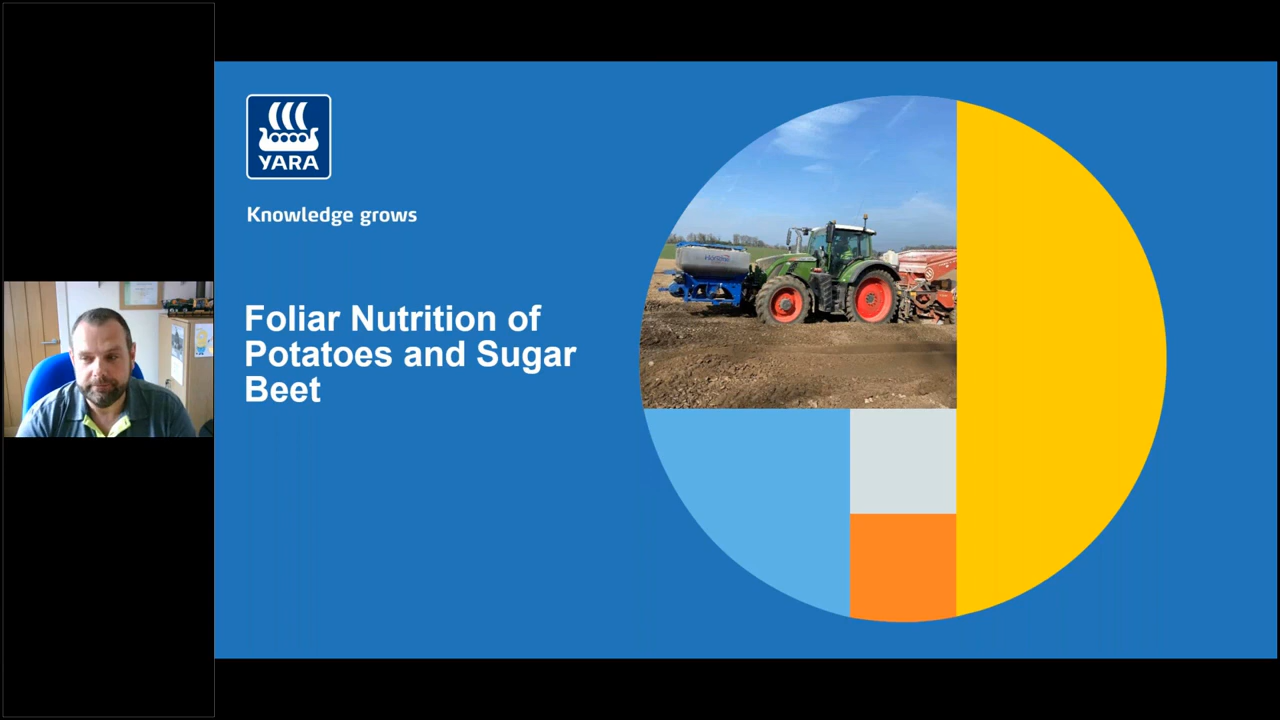 YARA
Knowledge grows
Foliar Nutrition of
Potatoes and Sugar
Beet